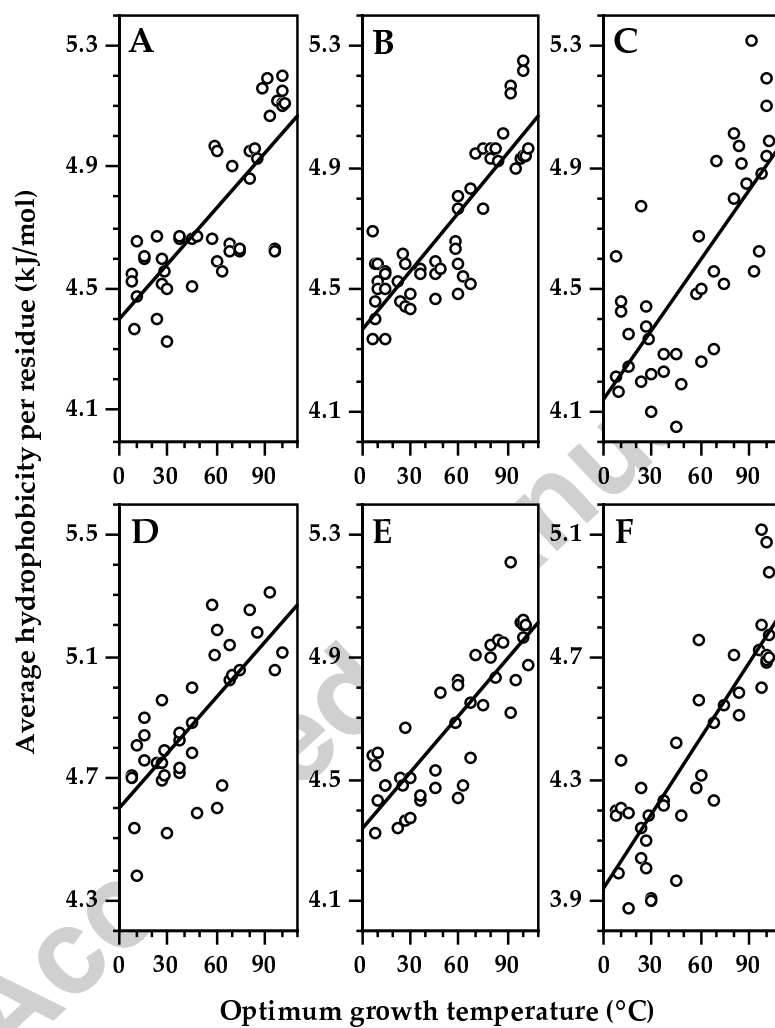 A B C
5.3 5.3 5.3
4.9 4.9 4.9
4.5 4.5 4.5
4.1 4.1 4.1
0 30 60 90 0 30 60 90 0 30 60 90
Average hydrophobicity per residue (kJ/mol)
D E F
5.5 5.3 5.1
5.1 4.9 4.7
4.7 4.5 4.3
4.3 4.1 3.9
0 30 60 90 0 30 60 90 0 30 60 90
Optimum growth temperature (°C)